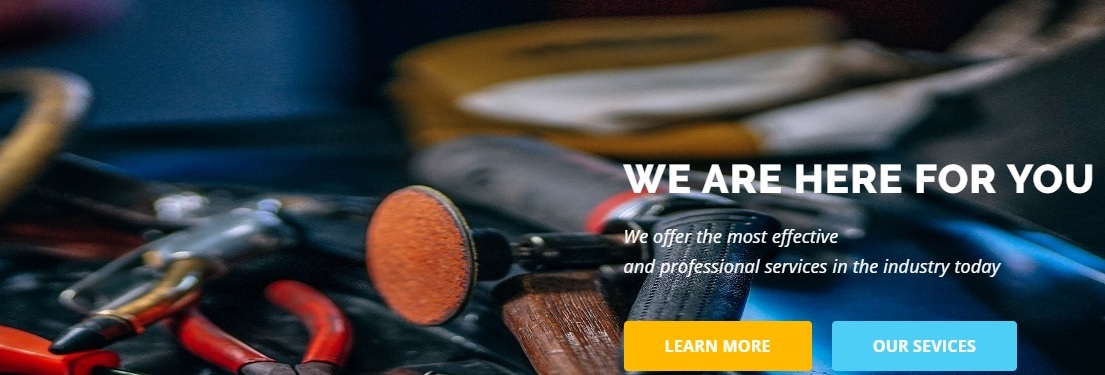 WE ARE HERE FOR YOU
We offer the most effective
and professional services in the industry today
LEARN MORE
OUR SEVICES